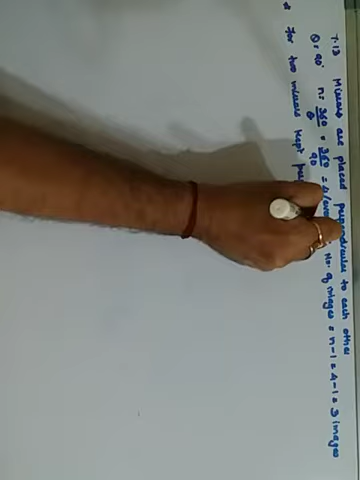 7.13 Mirrors are placed perpendicular to each other
θ = 90° n = 360/θ = 360/90 = 4 No. of images = n-1 = 4-1 = 3 images
For two mirrors kept